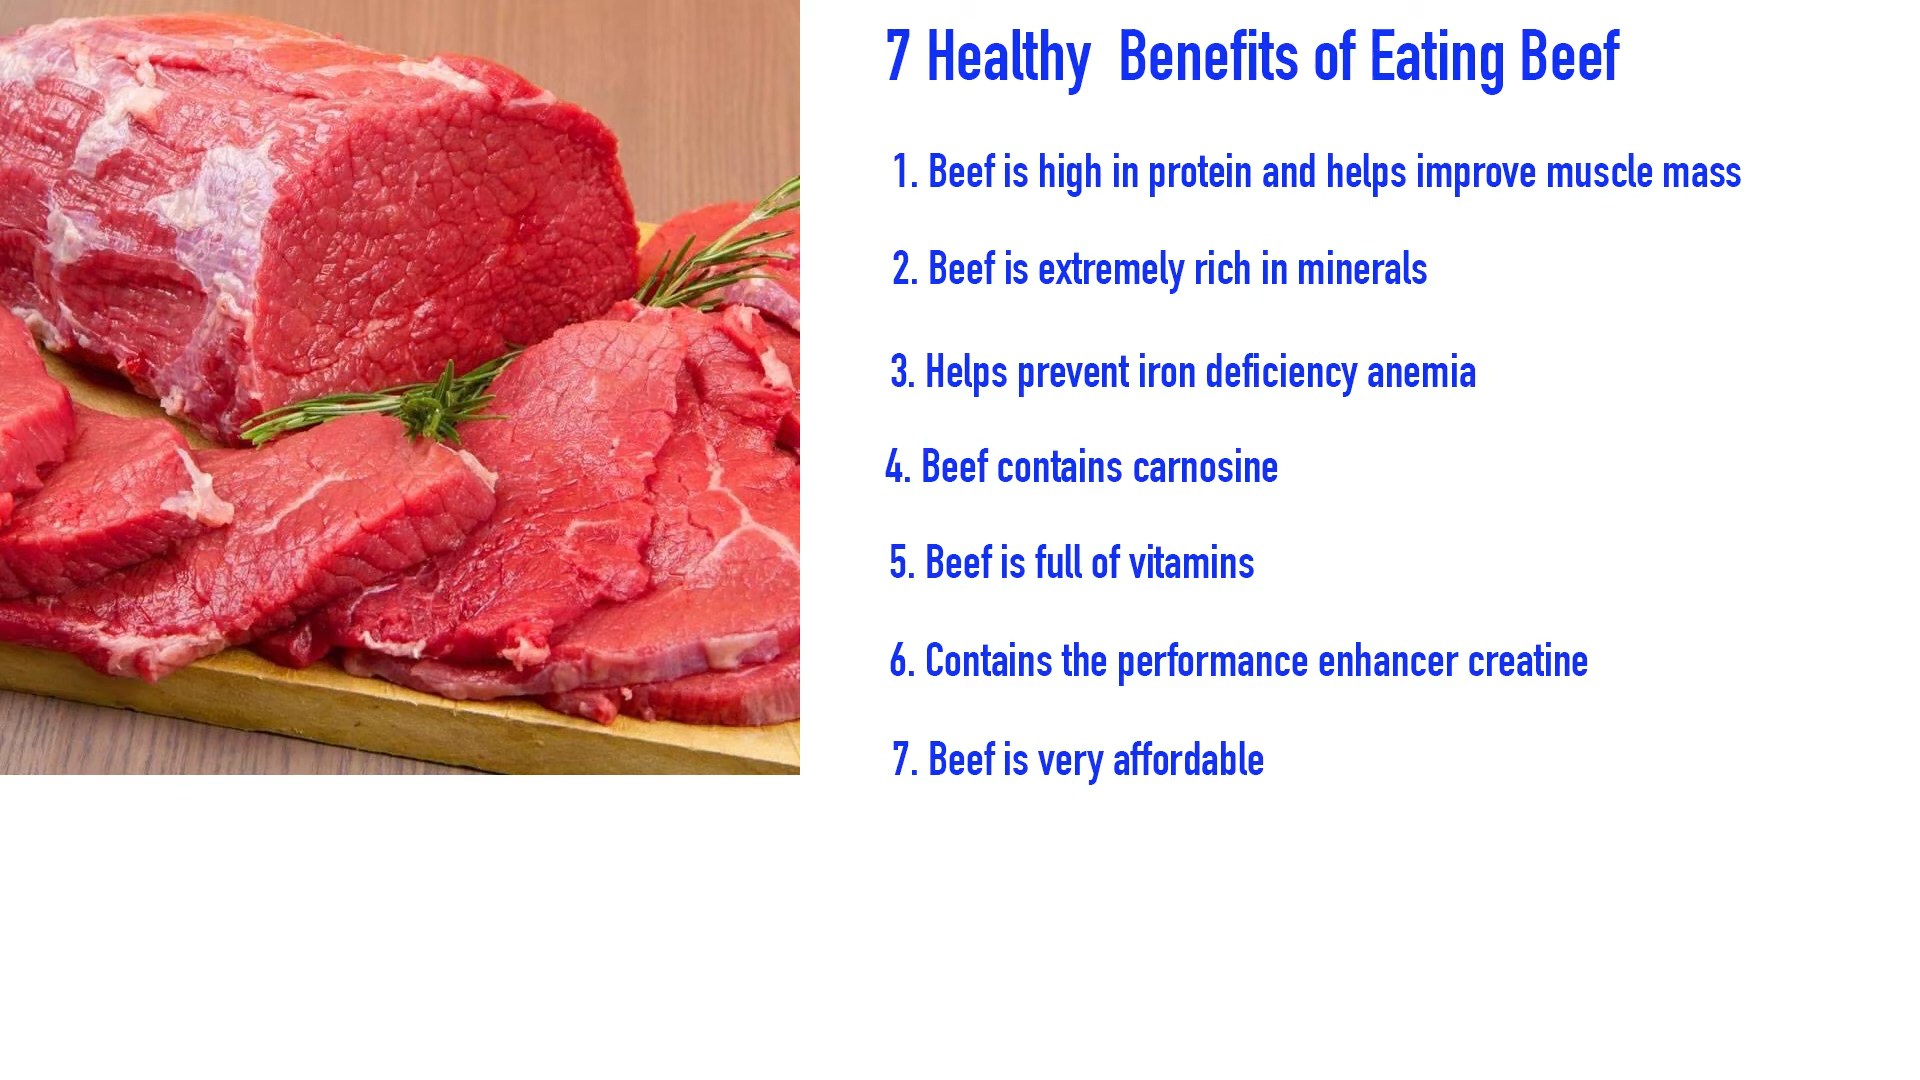 7 Healthy  Benefits of Eating Beef
1. Beef is high in protein and helps improve muscle mass
2. Beef is extremely rich in minerals
3. Helps prevent iron deficiency anemia
4. Beef contains carnosine
5. Beef is full of vitamins
6. Contains the performance enhancer creatine
7. Beef is very affordable